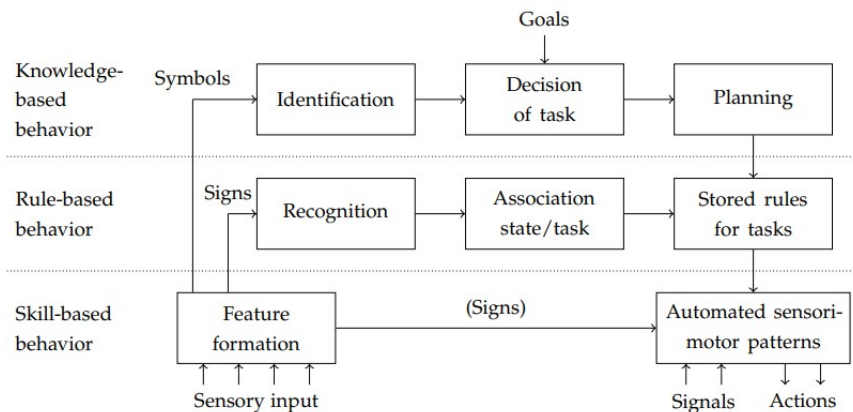 Goals
Knowledge-
based
behavior
Symbols
Identification
Decision
of task
Planning
Rule-based
behavior
Signs
Recognition
Association
state/task
Stored rules
for tasks
Skill-based
behavior
Feature
formation
(Signs)
Automated sensori-
motor patterns
Sensory input
Signals
Actions